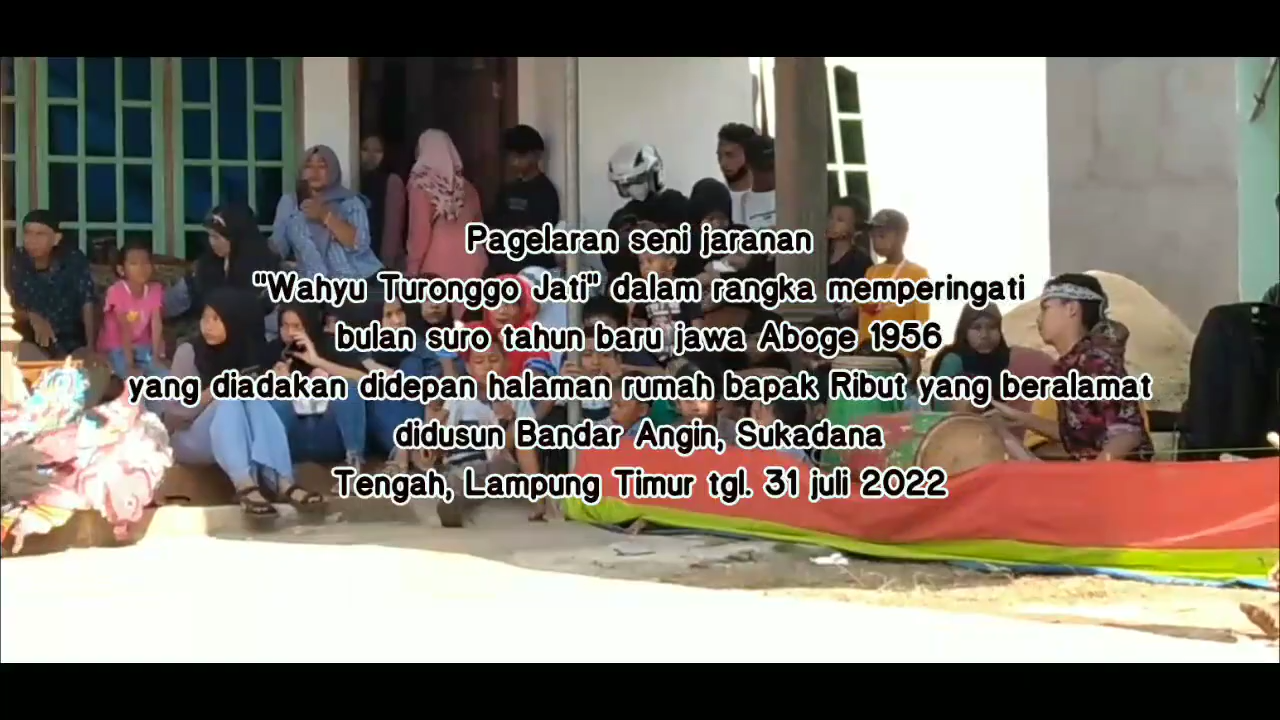 Pagelaran seni jaranan
"Wahyu Turonggo Jati" dalam rangka memperingati
bulan suro tahun baru jawa Aboge 1956
yang diadakan didepan halaman rumah bapak Ribut yang beralamat
didusun Bandar Angin, Sukadana
Tengah, Lampung Timur tgl. 31 juli 2022